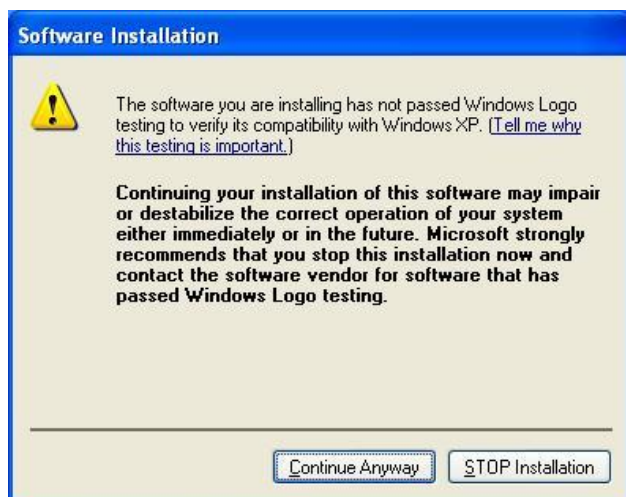 Software Installation
The software you are installing has not passed Windows Logo
testing to verify its compatibility with Windows XP. (Tell me why
this testing is important.)
Continuing your installation of this software may impair
or destabilize the correct operation of your system
either immediately or in the future. Microsoft strongly
recommends that you stop this installation now and
contact the software vendor for software that has
passed Windows Logo testing.
Continue Anyway
STOP Installation